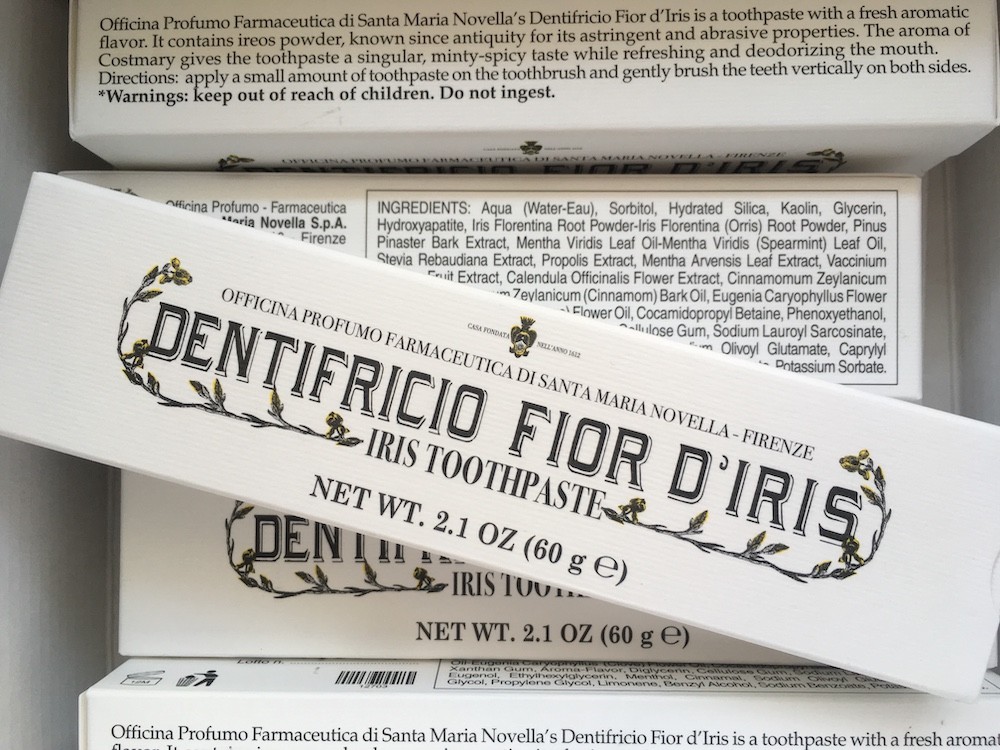 Officina Profumo Farmaceutica di Santa Maria Novella's Dentifricio Fior d'Iris is a toothpaste with a fresh aromatic
flavor. It contains ireos powder, known since antiquity for its astringent and abrasive properties. The aroma of
Costmary gives the toothpaste a singular, minty-spicy taste while refreshing and deodorizing the mouth.
Directions: apply a small amount of toothpaste on the toothbrush and gently brush the teeth vertically on both sides.
*Warnings: keep out of reach of children. Do not ingest.
OFFICINA PROFUMO FARMACEUTICA DI SANTA MARIA NOVELLA - FIRENZE
DENTIFRICIO FIOR D'IRIS
Officina Profumo - Farmaceutica
Maria Novella S.p.A.
Firenze
INGREDIENTS: Aqua (Water-Eau), Sorbitol, Hydrated Silica, Kaolin, Glycerin,
Hydroxyapatite, Iris Florentina Root Powder-Iris Florentina (Orris) Root Powder, Pinus
Pinaster Bark Extract, Mentha Viridis Leaf Oil-Mentha Viridis (Spearmint) Leaf Oil,
Stevia Rebaudiana Extract, Propolis Extract, Mentha Arvensis Leaf Extract, Vaccinium
Fruit Extract, Calendula Officinalis Flower Extract, Cinnamomum Zeylanicum
Zeylanicum (Cinnamom) Bark Oil, Eugenia Caryophyllus Flower
Flower Oil, Cocamidopropyl Betaine, Phenoxyethanol,
Cellulose Gum, Sodium Lauroyl Sarcosinate,
Olivoyl Glutamate, Caprylyl
Potassium Sorbate.
CASA FONDATA NELL'ANNO 1612
OFFICINA PROFUMO FARMACEUTICA DI SANTA MARIA NOVELLA - FIRENZE
DENTIFRICIO FIOR D'IRIS
IRIS TOOTHPASTE
NET WT. 2.1 OZ (60 g ℮)
IRIS
NET WT. 2.1 OZ (60 g ℮)
Lotto n.
12M
12703
Xanthan Gum, Aroma-Flavor, Diglycerin, Cellulose Gum, Sodium
Eugenol, Ethylhexylglycerin, Menthol, Cinnamal, Sodium Olivoyl
Glycol, Propylene Glycol, Limonene, Benzyl Alcohol, Sodium Benzoate,
Officina Profumo Farmaceutica di Santa Maria Novella's Dentifricio Fior d'Iris is a toothpaste with a fresh